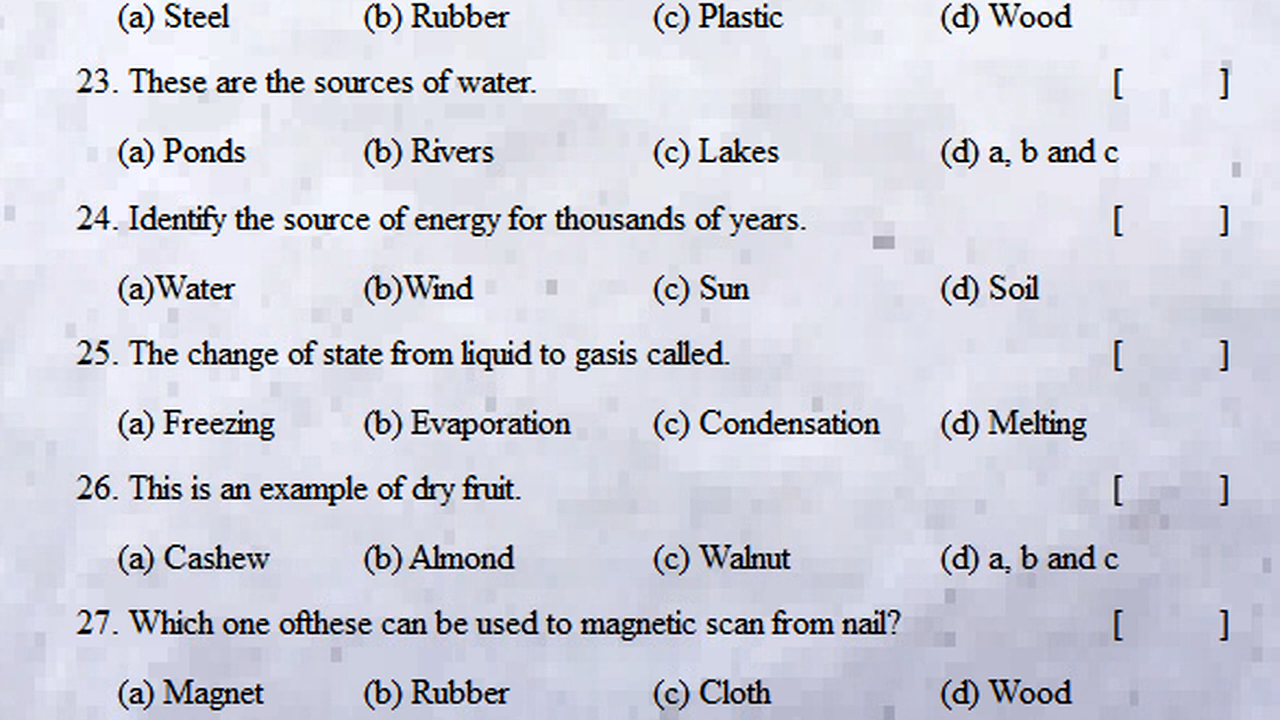 (a) Steel (b) Rubber (c) Plastic (d) Wood
23. These are the sources of water. [ ]
(a) Ponds (b) Rivers (c) Lakes (d) a, b and c
24. Identify the source of energy for thousands of years. [ ]
(a)Water (b)Wind (c) Sun (d) Soil
25. The change of state from liquid to gasis called. [ ]
(a) Freezing (b) Evaporation (c) Condensation (d) Melting
26. This is an example of dry fruit. [ ]
(a) Cashew (b) Almond (c) Walnut (d) a, b and c
27. Which one ofthese can be used to magnetic scan from nail? [ ]
(a) Magnet (b) Rubber (c) Cloth (d) Wood